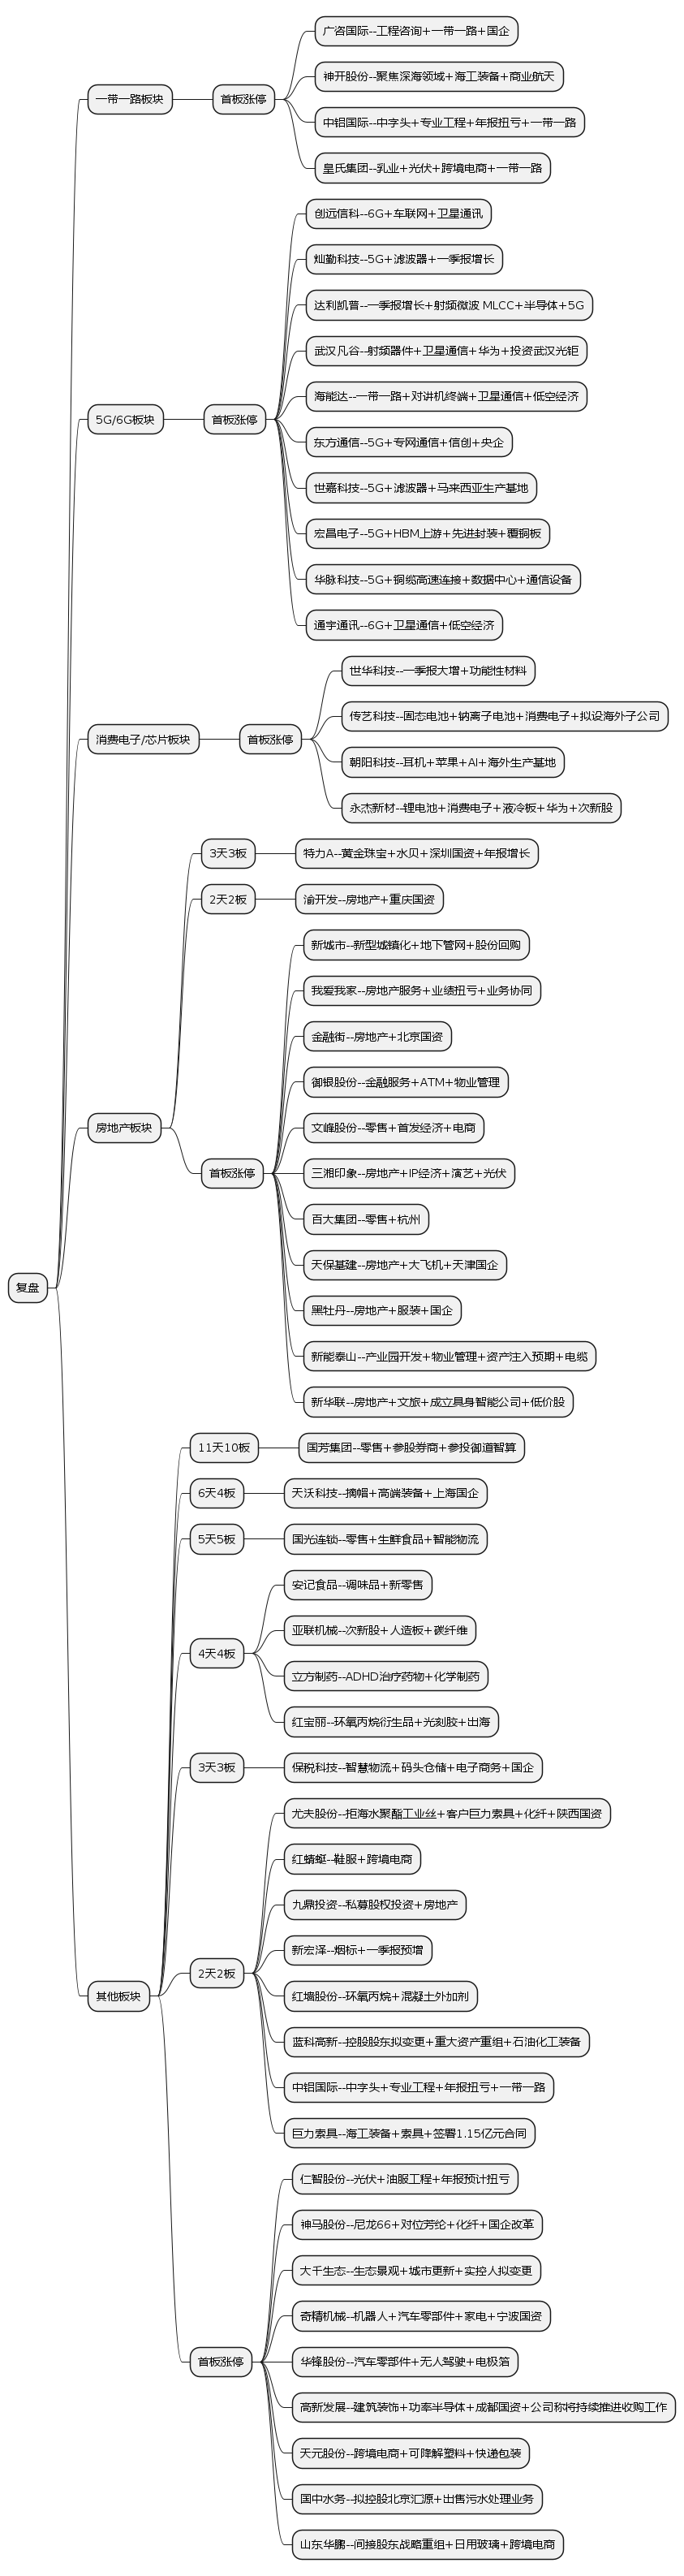 复盘
一带一路板块
首板涨停
广咨国际--工程咨询+一带一路+国企
神开股份--聚焦深海领域+海工装备+商业航天
中铝国际--中字头+专业工程+年报扭亏+一带一路
皇氏集团--乳业+光伏+跨境电商+一带一路
5G/6G板块
首板涨停
创远信科--6G+车联网+卫星通讯
灿勤科技--5G+滤波器+一季报增长
达利凯普--一季报增长+射频微波 MLCC+半导体+5G
武汉凡谷--射频器件+卫星通信+华为+投资武汉光钜
海能达--一带一路+对讲机终端+卫星通信+低空经济
东方通信--5G+专网通信+信创+央企
世嘉科技--5G+滤波器+马来西亚生产基地
宏昌电子--5G+HBM上游+先进封装+覆铜板
华脉科技--5G+铜缆高速连接+数据中心+通信设备
通宇通讯--6G+卫星通信+低空经济
消费电子/芯片板块
首板涨停
世华科技--一季报大增+功能性材料
传艺科技--固态电池+钠离子电池+消费电子+拟设海外子公司
朝阳科技--耳机+苹果+AI+海外生产基地
永杰新材--锂电池+消费电子+液冷板+华为+次新股
房地产板块
3天3板
特力A--黄金珠宝+水贝+深圳国资+年报增长
2天2板
渝开发--房地产+重庆国资
首板涨停
新城市--新型城镇化+地下管网+股份回购
我爱我家--房地产服务+业绩扭亏+业务协同
金融街--房地产+北京国资
御银股份--金融服务+ATM+物业管理
文峰股份--零售+首发经济+电商
三湘印象--房地产+IP经济+演艺+光伏
百大集团--零售+杭州
天保基建--房地产+大飞机+天津国企
黑牡丹--房地产+服装+国企
新能泰山--产业园开发+物业管理+资产注入预期+电缆
新华联--房地产+文旅+成立具身智能公司+低价股
其他板块
11天10板
国芳集团--零售+参股券商+参投御道智算
6天4板
天沃科技--摘帽+高端装备+上海国企
5天5板
国光连锁--零售+生鲜食品+智能物流
4天4板
安记食品--调味品+新零售
亚联机械--次新股+人造板+碳纤维
立方制药--ADHD治疗药物+化学制药
红宝丽--环氧丙烷衍生品+光刻胶+出海
3天3板
保税科技--智慧物流+码头仓储+电子商务+国企
2天2板
尤夫股份--拒海水聚酯工业丝+客户巨力索具+化纤+陕西国资
红蜻蜓--鞋服+跨境电商
九鼎投资--私募股权投资+房地产
新宏泽--烟标+一季报预增
红墙股份--环氧丙烷+混凝土外加剂
蓝科高新--控股股东拟变更+重大资产重组+石油化工装备
中铝国际--中字头+专业工程+年报扭亏+一带一路
巨力索具--海工装备+索具+签署1.15亿元合同
首板涨停
仁智股份--光伏+油服工程+年报预计扭亏
神马股份--尼龙66+对位芳纶+化纤+国企改革
大千生态--生态景观+城市更新+实控人拟变更
奇精机械--机器人+汽车零部件+家电+宁波国资
华锋股份--汽车零部件+无人驾驶+电极箔
高新发展--建筑装饰+功率半导体+成都国资+公司称将持续推进收购工作
天元股份--跨境电商+可降解塑料+快递包装
国中水务--拟控股北京汇源+出售污水处理业务
山东华鹏--间接股东战略重组+日用玻璃+跨境电商